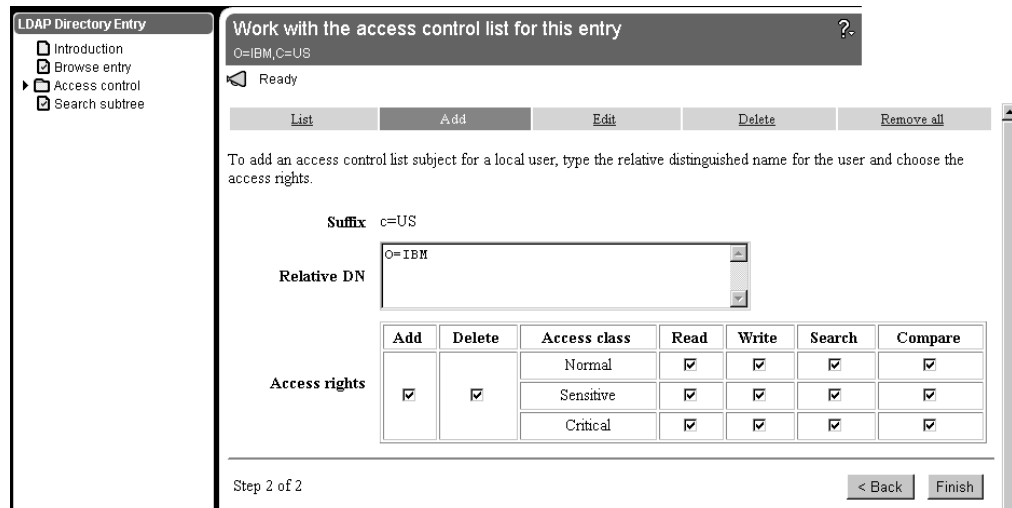 LDAP Directory Entry
Introduction
Browse entry
Access control
Search subtree
Work with the access control list for this entry
?
O=IBM,C=US
Ready
List Add Edit Delete Remove all
To add an access control list subject for a local user, type the relative distinguished name for the user and choose the
access rights.
Suffix c=US
Relative DN O=IBM
Access rights
Add Delete Access class Read Write Search Compare
Normal
Sensitive
Critical
Step 2 of 2
< Back Finish